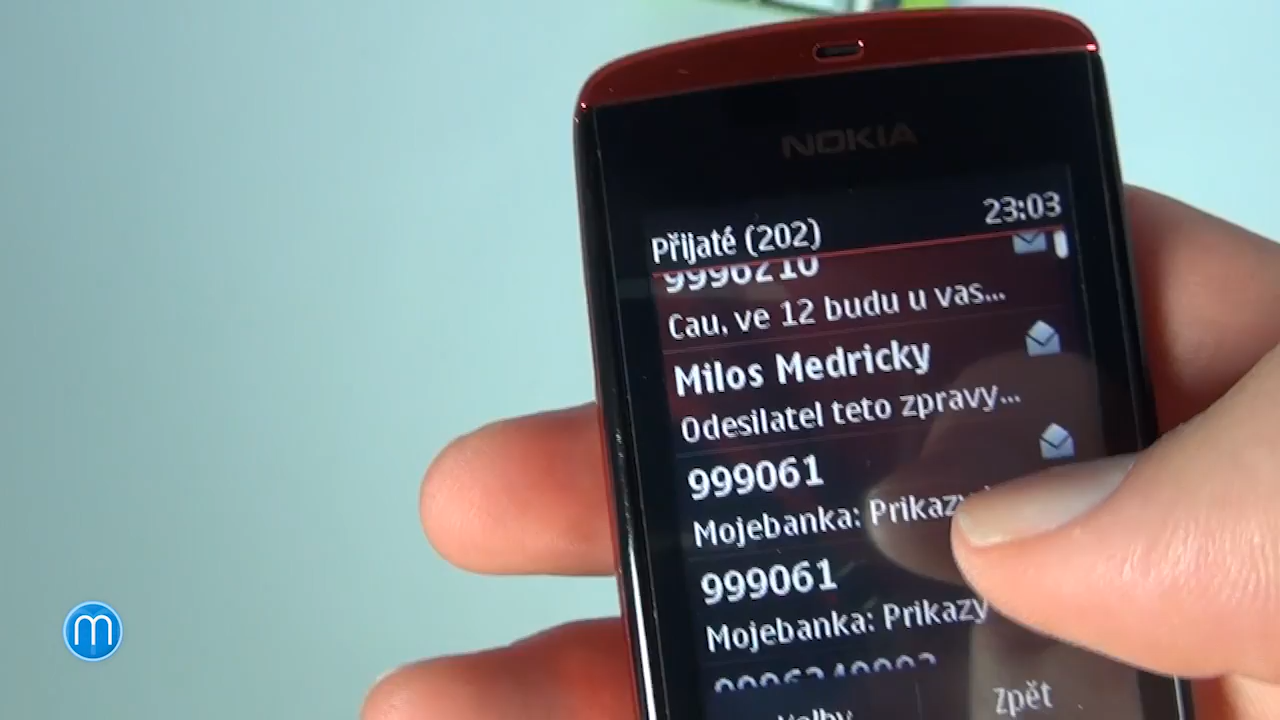 NOKIA
23:03
Přijaté (202)
9996210
Cau, ve 12 budu u vas...
Milos Medricky
Odesilatel teto zpravy...
999061
Mojebanka: Prikazy
999061
Mojebanka: Prikazy
Zpět
m